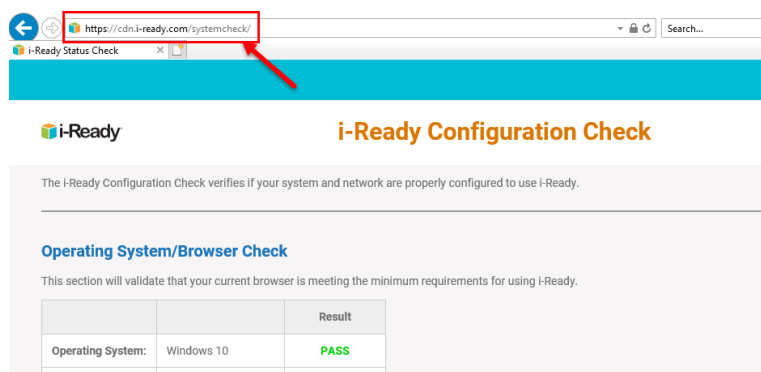 https://cdn.i-ready.com/systemcheck/
Search...
i-Ready Status Check
i-Ready
i-Ready Configuration Check
The i-Ready Configuration Check verifies if your system and network are properly configured to use i-Ready.
Operating System/Browser Check
This section will validate that your current browser is meeting the minimum requirements for using i-Ready.
Result
Operating System: Windows 10 PASS